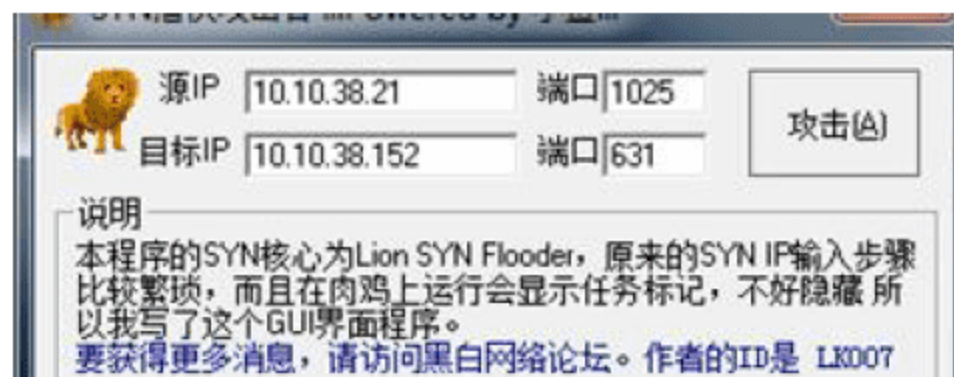 源IP 10.10.38.21 端口 1025
攻击(A)
目标IP 10.10.38.152 端口 631
说明
本程序的SYN核心为Lion SYN Flooder，原来的SYN IP输入步骤
比较繁琐，而且在肉鸡上运行会显示任务标记，不好隐藏 所
以我写了这个GUI界面程序。
要获得更多消息，请访问黑白网络论坛。作者的ID是 LK007